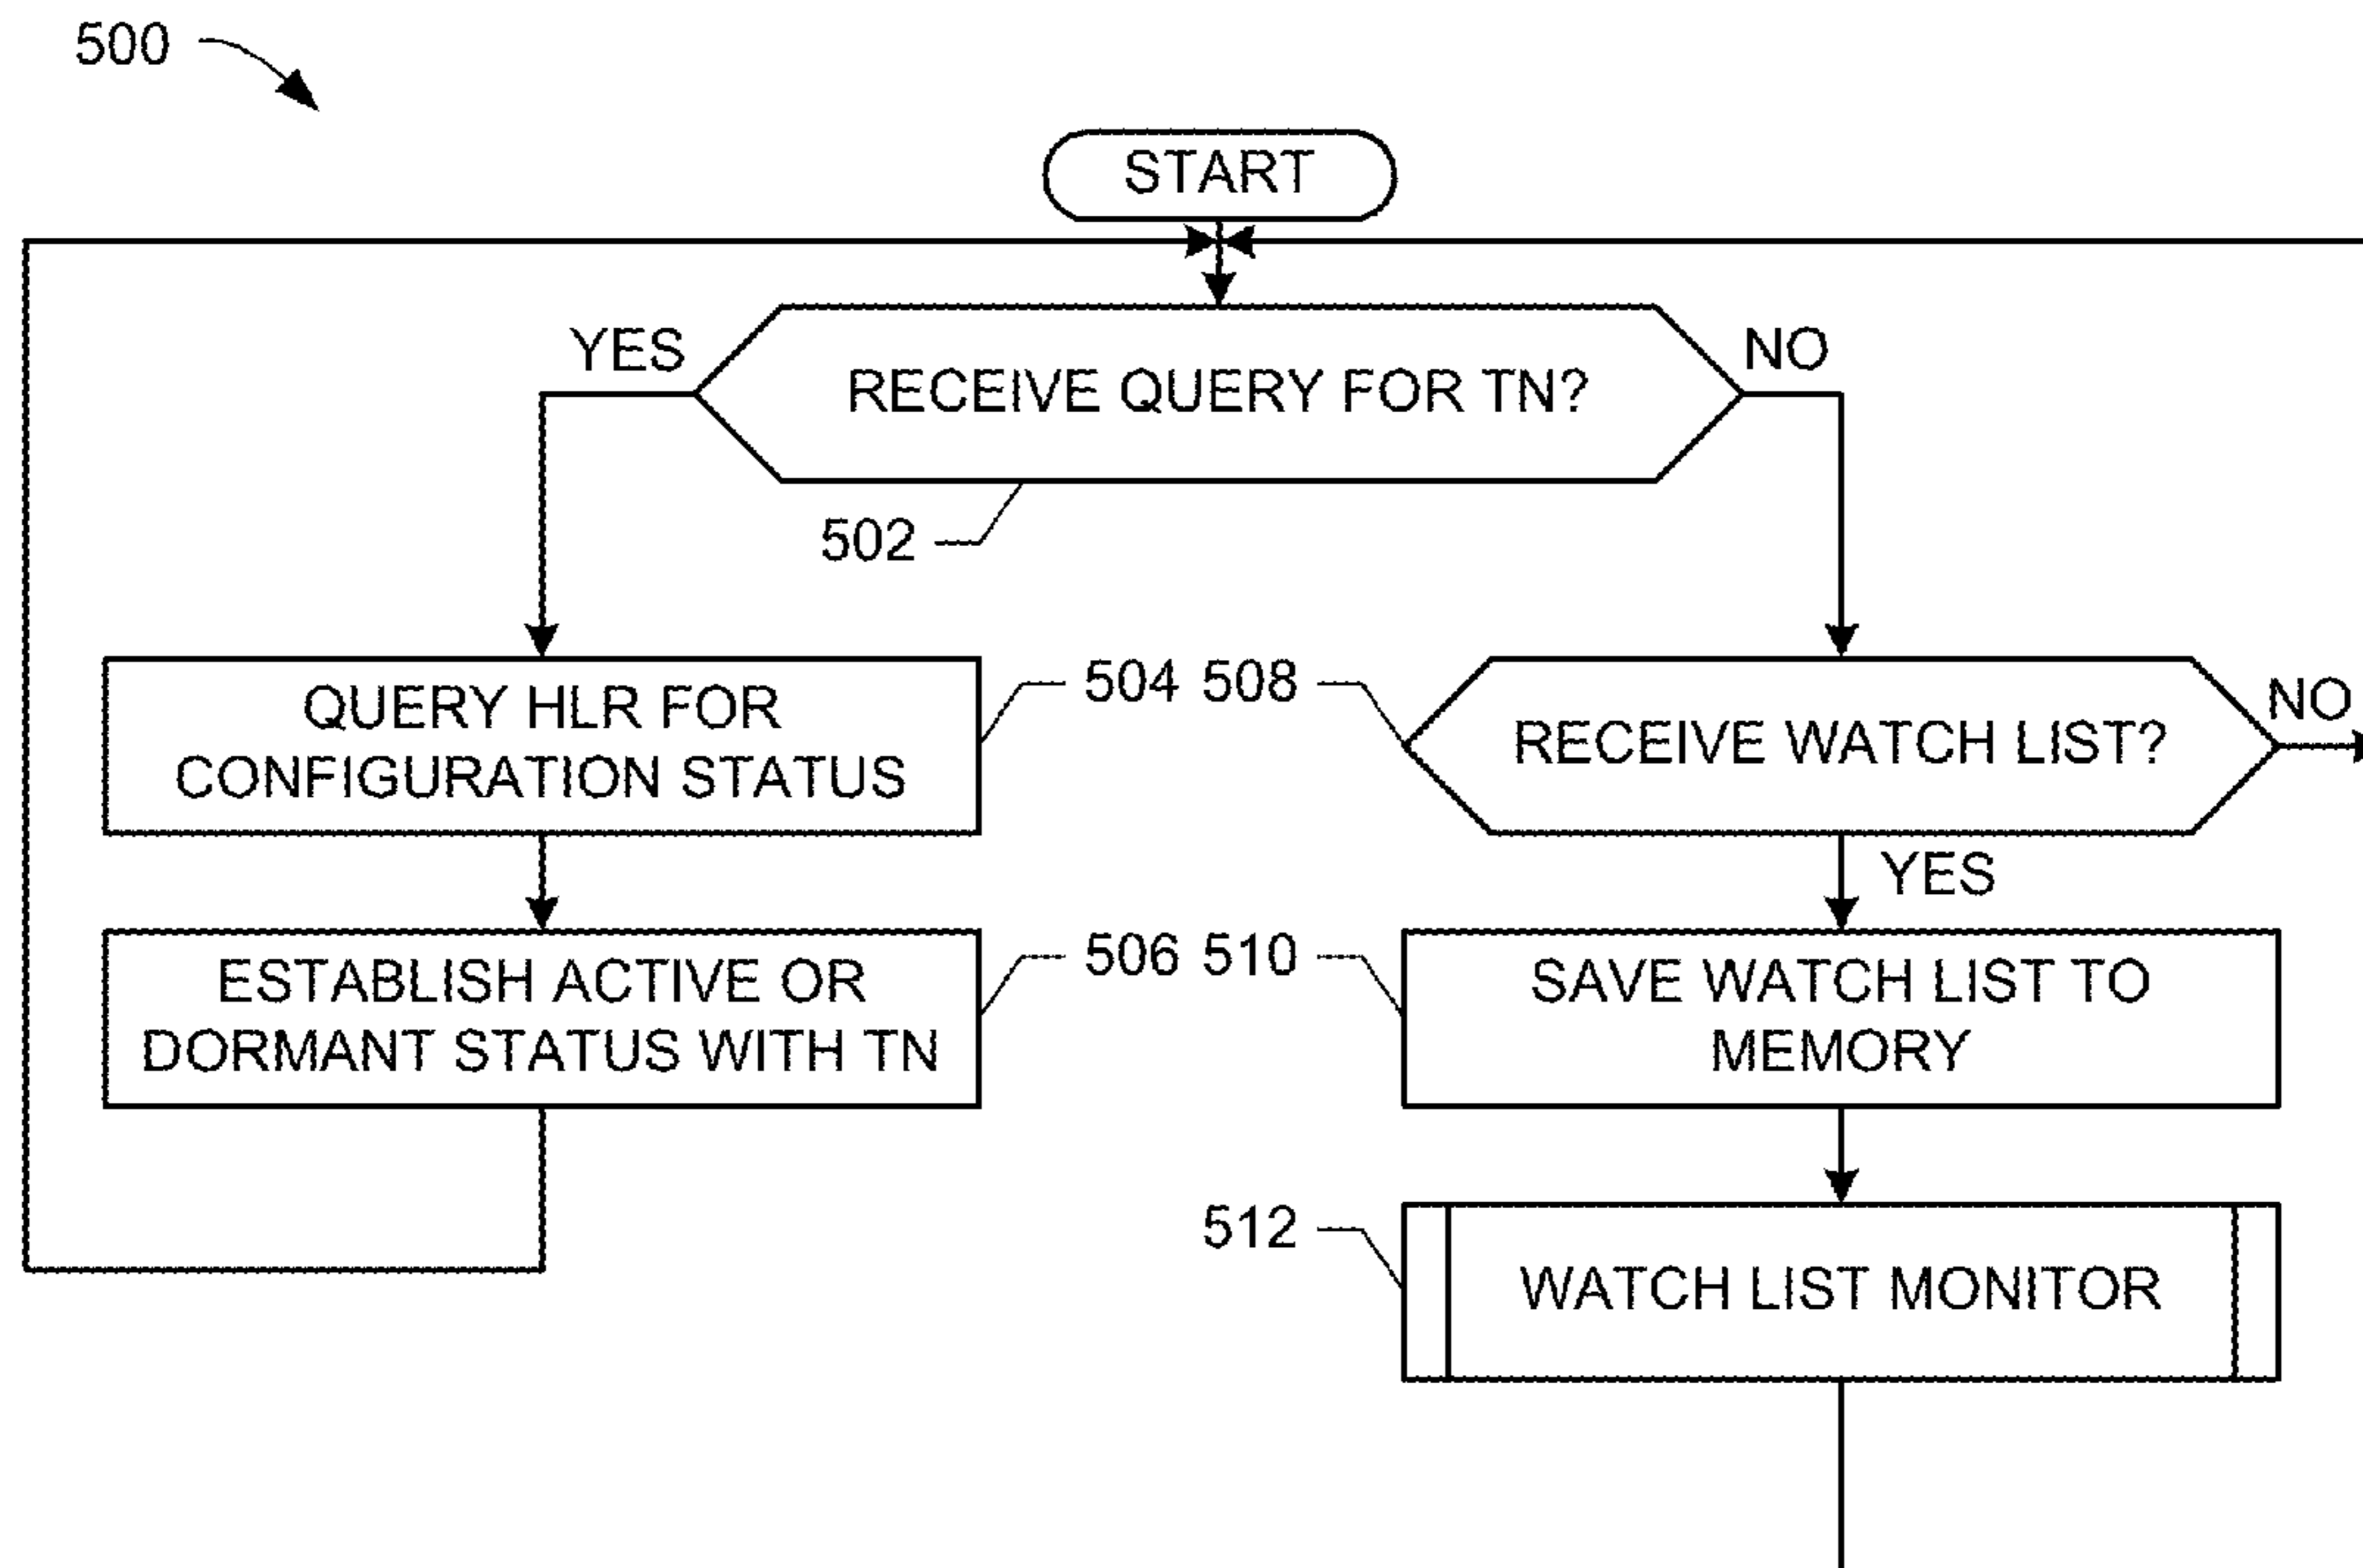 500
START
YES
NO
RECEIVE QUERY FOR TN?
502
QUERY HLR FOR
CONFIGURATION STATUS
504
508
RECEIVE WATCH LIST?
NO
YES
ESTABLISH ACTIVE OR
DORMANT STATUS WITH TN
506
510
SAVE WATCH LIST TO
MEMORY
512
WATCH LIST MONITOR